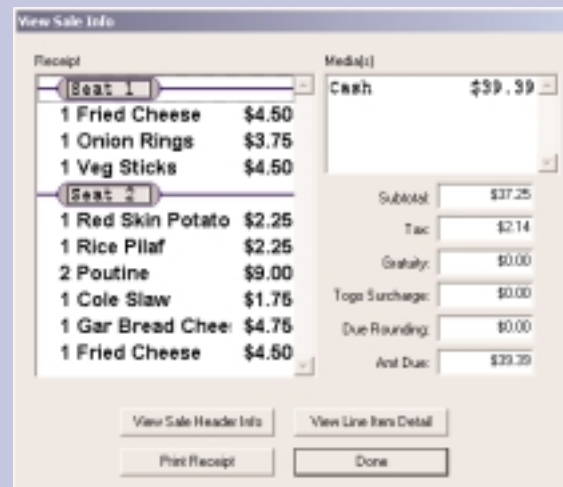 View Sale Info
Receipt
Seat 1
1 Fried Cheese $4.50
1 Onion Rings $3.75
1 Veg Sticks $4.50
Seat 2
1 Red Skin Potato $2.25
1 Rice Pilaf $2.25
2 Poutine $9.00
1 Cole Slaw $1.75
1 Gar Bread Chee $4.75
1 Fried Cheese $4.50
Media(s)
Cash $39.39
Subtotal: $37.25
Tax: $2.14
Gratuity: $0.00
Togo Surcharge: $0.00
Due Rounding: $0.00
Amt Due: $39.39
View Sale Header Info
View Line Item Detail
Print Receipt
Done